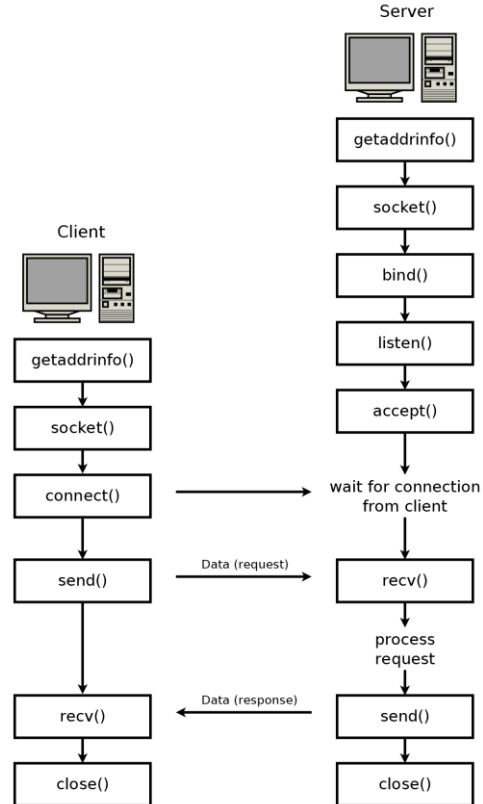 Server
getaddrinfo()
socket()
bind()
listen()
accept()
wait for connection
from client
recv()
process
request
send()
close()
Client
getaddrinfo()
socket()
connect()
send()
recv()
close()
Data (request)
Data (response)